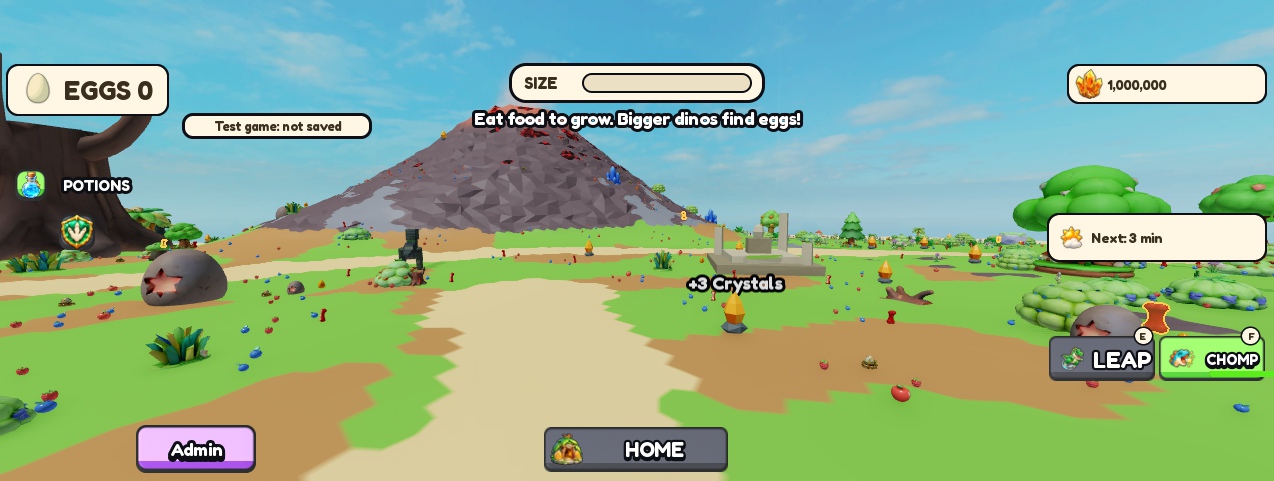 EGGS 0
SIZE
1,000,000
Eat food to grow. Bigger dinos find eggs!
Test game: not saved
POTIONS
Next: 3 min
+3 Crystals
E
F
LEAP
CHOMP
Admin
HOME